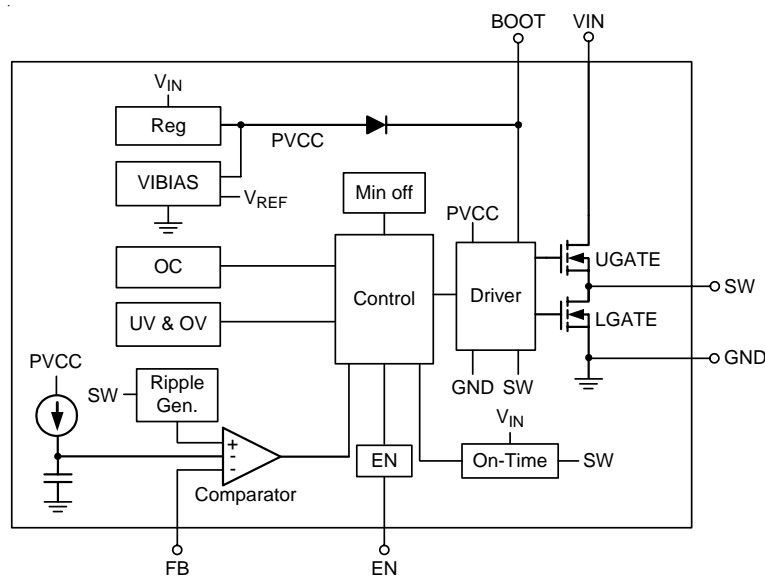 BOOT VIN
VIN
Reg
PVCC
VIBIAS
VREF
Min off
PVCC
OC
Control
Driver
UGATE
SW
UV & OV
LGATE
PVCC
GND
SW
Ripple
Gen.
GND SW
VIN
+
-
-
EN
On-Time
SW
Comparator
FB
EN